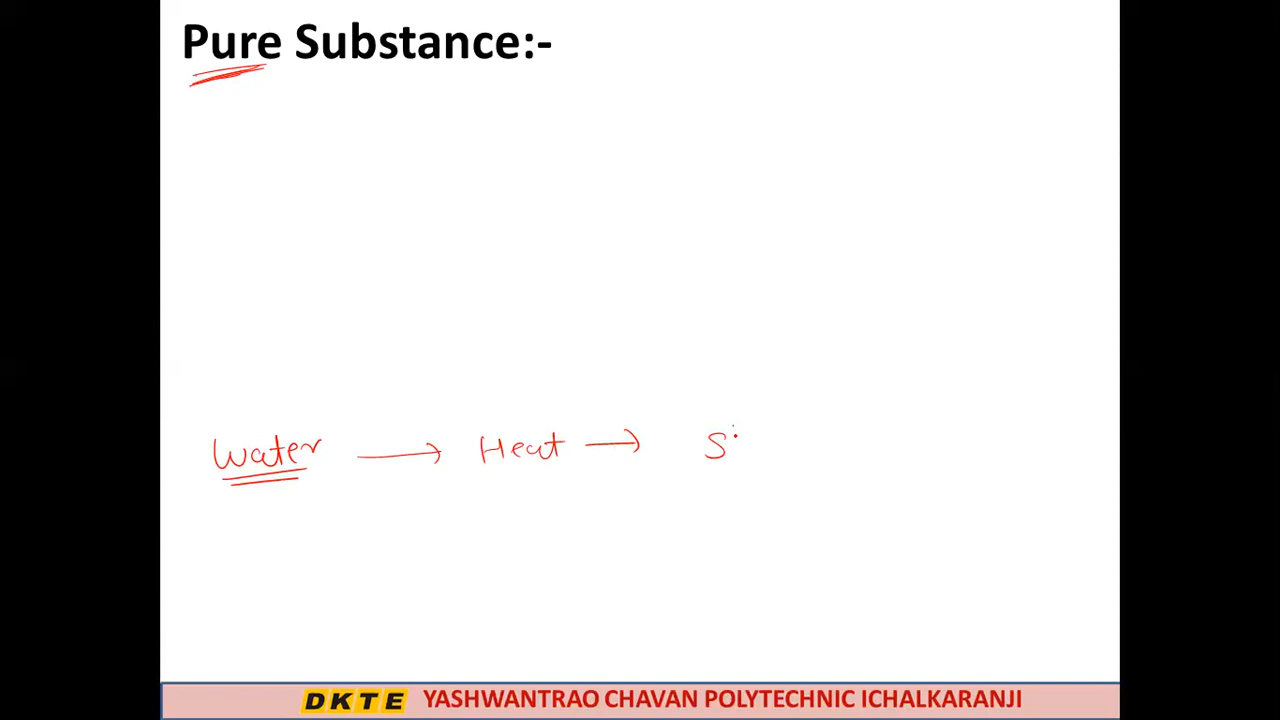 Pure Substance:-
Water → Heat → S
DKTE YASHWANTRAO CHAVAN POLYTECHNIC ICHALKARANJI